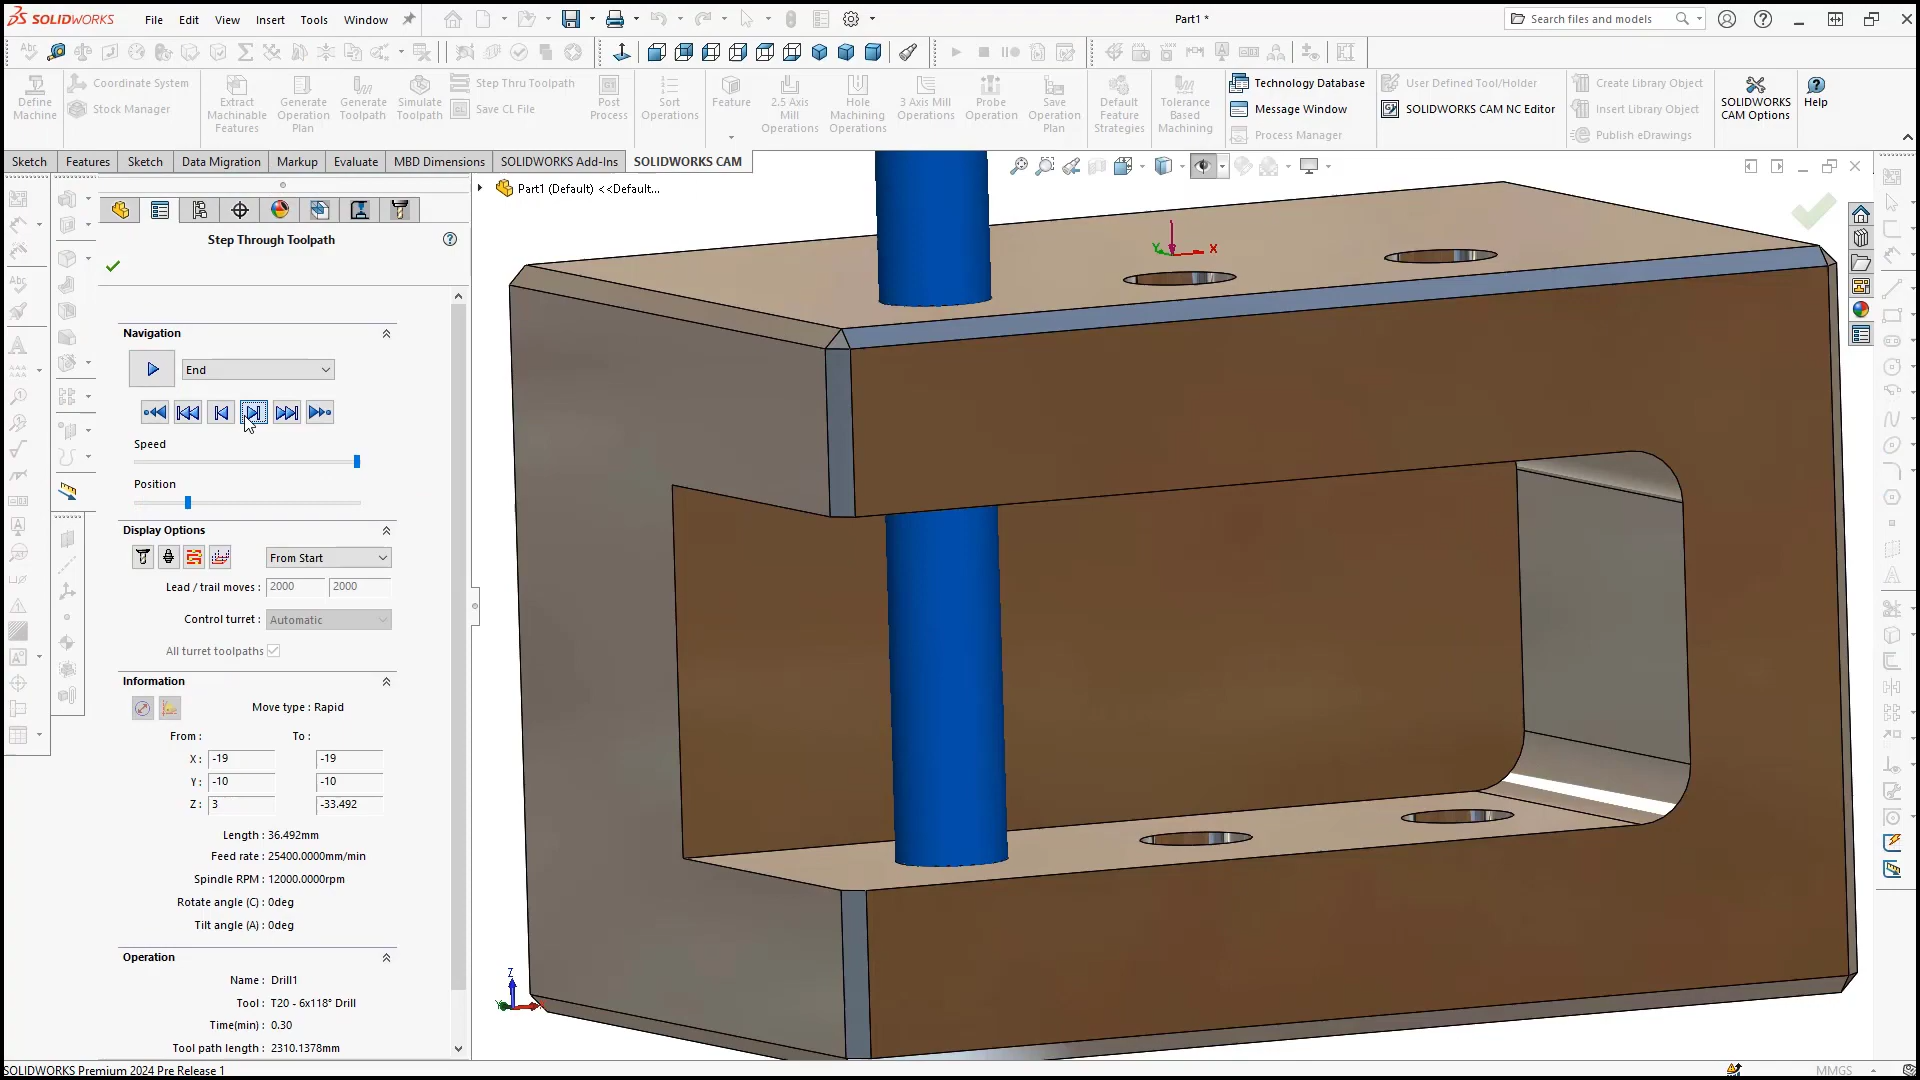 SOLIDWORKS File Edit View Insert Tools Window Part1 * Search files and models
Define Machine
Coordinate System
Stock Manager
Extract Machinable Features
Generate Operation Plan
Generate Toolpath
Simulate Toolpath
Step Thru Toolpath
Save CL File
Post Process
Sort Operations
Feature
2.5 Axis Mill Operations
Hole Machining Operations
3 Axis Mill Operations
Probe Operation
Save Operation Plan
Default Feature Strategies
Tolerance Based Machining
Technology Database
Message Window
Process Manager
User Defined Tool/Holder
SOLIDWORKS CAM NC Editor
Create Library Object
Insert Library Object
Publish eDrawings
SOLIDWORKS CAM Options
Help
Sketch Features Sketch Data Migration Markup Evaluate MBD Dimensions SOLIDWORKS Add-Ins SOLIDWORKS CAM
Part1 (Default) <<Default...
Step Through Toolpath
Navigation
End
Speed
Position
Display Options
From Start
Lead / trail moves : 2000 2000
Control turret : Automatic
All turret toolpaths
Information
Move type : Rapid
From : To :
X : -19 -19
Y : -10 -10
Z : 3 -33.492
Length : 36.492mm
Feed rate : 25400.0000mm/min
Spindle RPM : 12000.0000rpm
Rotate angle (C) : 0deg
Tilt angle (A) : 0deg
Operation
Name : Drill1
Tool : T20 - 6x118° Drill
Time(min) : 0.30
Tool path length : 2310.1378mm
Y X
Z
SOLIDWORKS Premium 2024 Pre Release 1 MMGS